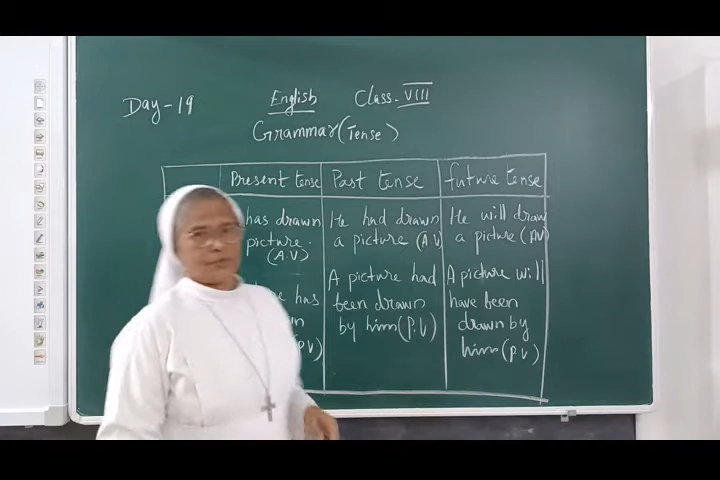 Day-19
English Class-VIII
Grammar (Tense)
Present tense Past tense future tense
has drawn
picture.
(A.V)
has
P.V)
He had drawn
a picture (A.V)
A picture had
been drawn
by him (P.V)
He will draw
a picture (A.V)
A picture will
have been
drawn by
him (P.V)